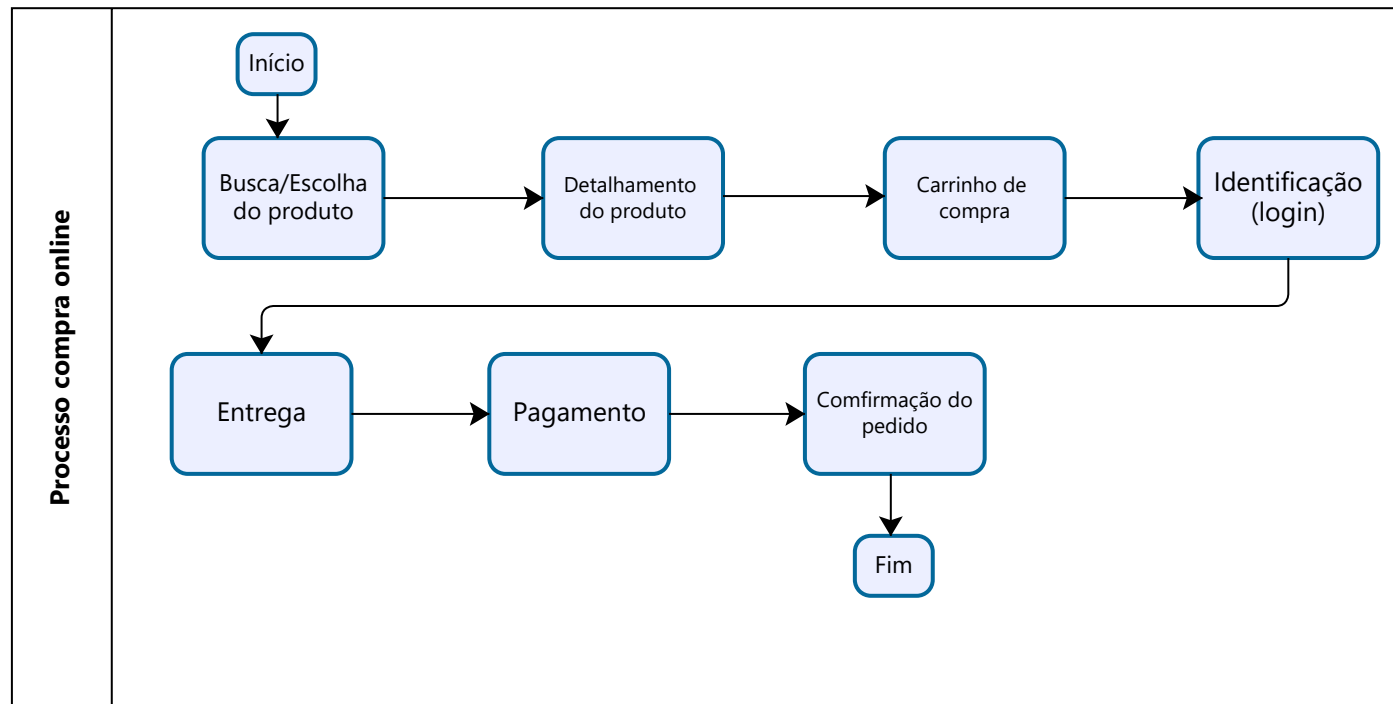 Processo compra online
Início
Busca/Escolha
do produto
Detalhamento
do produto
Carrinho de
compra
Identificação
(login)
Entrega
Pagamento
Comfirmação do
pedido
Fim